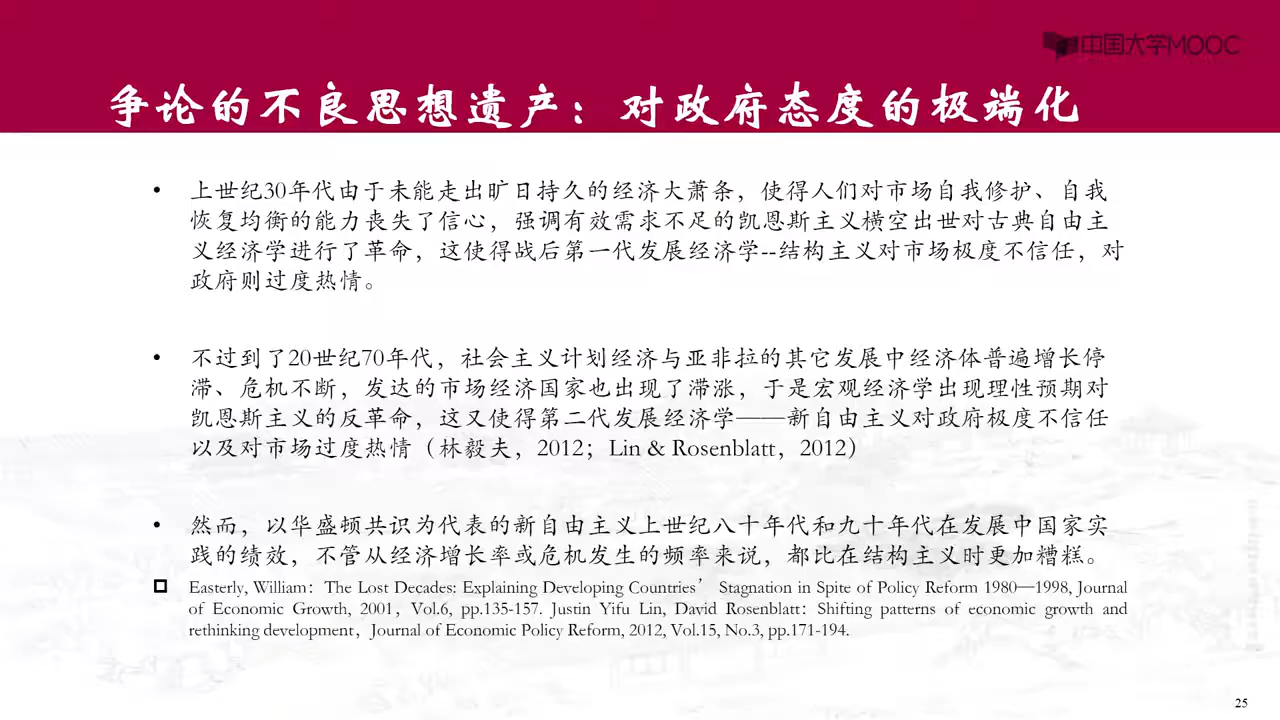 中国大学MOOC
争论的不良思想遗产：对政府态度的极端化
• 上世纪30年代由于未能走出旷日持久的经济大萧条，使得人们对市场自我修护、自我
恢复均衡的能力丧失了信心，强调有效需求不足的凯恩斯主义横空出世对古典自由主
义经济学进行了革命，这使得战后第一代发展经济学--结构主义对市场极度不信任，对
政府则过度热情。
• 不过到了20世纪70年代，社会主义计划经济与亚非拉的其它发展中经济体普遍增长停
滞、危机不断，发达的市场经济国家也出现了滞涨，于是宏观经济学出现理性预期对
凯恩斯主义的反革命，这又使得第二代发展经济学——新自由主义对政府极度不信任
以及对市场过度热情（林毅夫，2012；Lin & Rosenblatt，2012）
• 然而，以华盛顿共识为代表的新自由主义上世纪八十年代和九十年代在发展中国家实
践的绩效，不管从经济增长率或危机发生的频率来说，都比在结构主义时更加糟糕。
Easterly, William：The Lost Decades: Explaining Developing Countries’ Stagnation in Spite of Policy Reform 1980—1998, Journal
of Economic Growth, 2001，Vol.6, pp.135-157. Justin Yifu Lin, David Rosenblatt：Shifting patterns of economic growth and
rethinking development，Journal of Economic Policy Reform, 2012, Vol.15, No.3, pp.171-194.
25